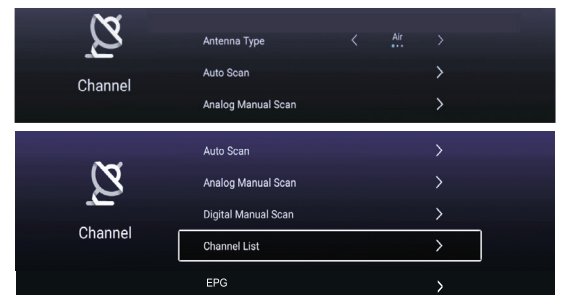 Antenna Type < Air >
Auto Scan >
Channel
Analog Manual Scan >
Auto Scan >
Analog Manual Scan >
Digital Manual Scan >
Channel
Channel List >
EPG >